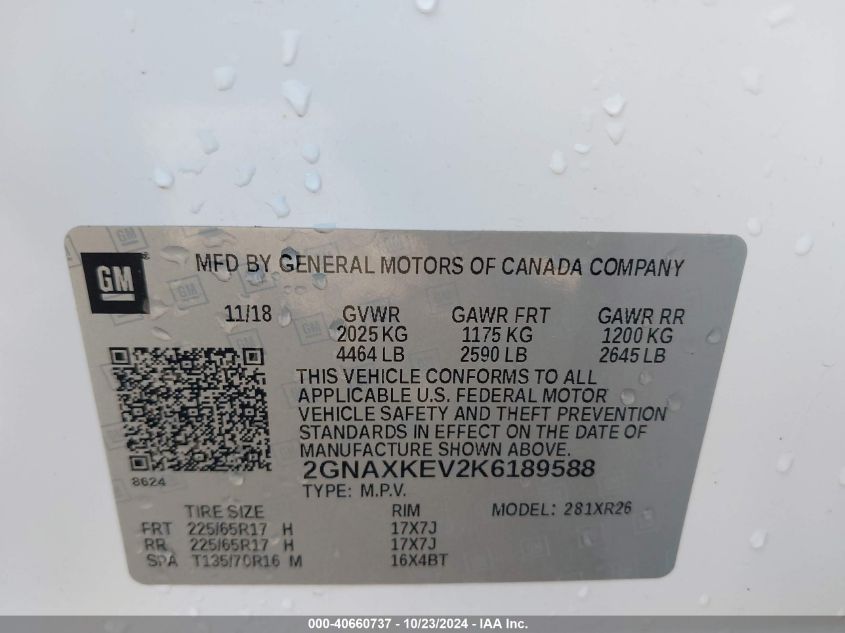 GM
MFD BY GENERAL MOTORS OF CANADA COMPANY
11/18 GVWR GAWR FRT GAWR RR
2025 KG 1175 KG 1200 KG
4464 LB 2590 LB 2645 LB
THIS VEHICLE CONFORMS TO ALL
APPLICABLE U.S. FEDERAL MOTOR
VEHICLE SAFETY AND THEFT PREVENTION
STANDARDS IN EFFECT ON THE DATE OF
MANUFACTURE SHOWN ABOVE.
8624
2GNAXKEV2K6189588
TYPE: M.P.V.
TIRE SIZE RIM MODEL: 281XR26
FRT 225/65R17 H 17X7J
RR 225/65R17 H 17X7J
SPA T135/70R16 M 16X4BT
000-40660737 - 10/23/2024 - IAA Inc.